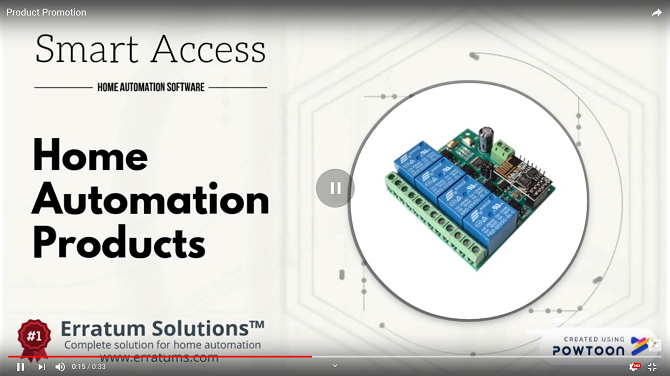 Product Promotion
Smart Access
HOME AUTOMATION SOFTWARE
Home
Automation
Products
#1
Erratum Solutions™
Complete solution for home automation
www.erratums.com
CREATED USING
POWTOON
0:15 / 0:33
HD